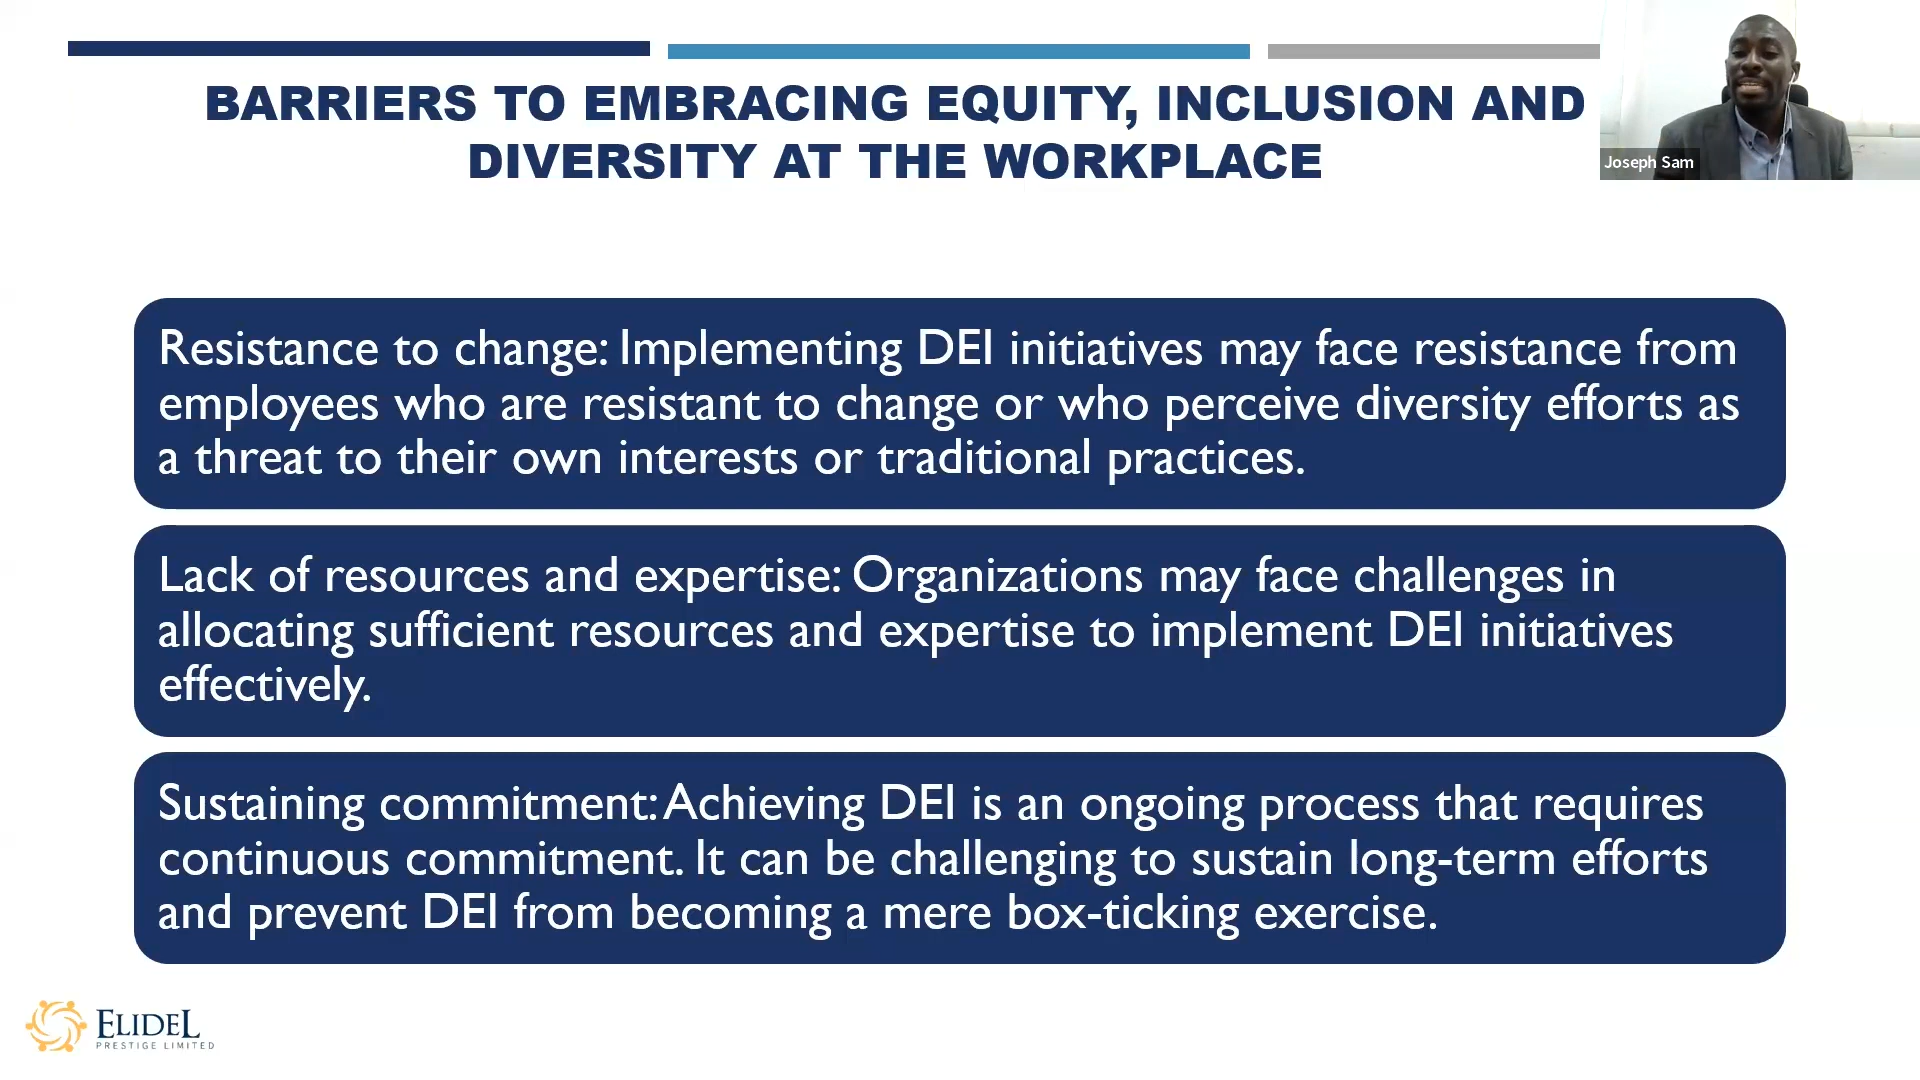 BARRIERS TO EMBRACING EQUITY, INCLUSION AND
DIVERSITY AT THE WORKPLACE
Joseph Sam
Resistance to change: Implementing DEI initiatives may face resistance from
employees who are resistant to change or who perceive diversity efforts as
a threat to their own interests or traditional practices.
Lack of resources and expertise: Organizations may face challenges in
allocating sufficient resources and expertise to implement DEI initiatives
effectively.
Sustaining commitment: Achieving DEI is an ongoing process that requires
continuous commitment. It can be challenging to sustain long-term efforts
and prevent DEI from becoming a mere box-ticking exercise.
ELIDEL
PRESTIGE LIMITED